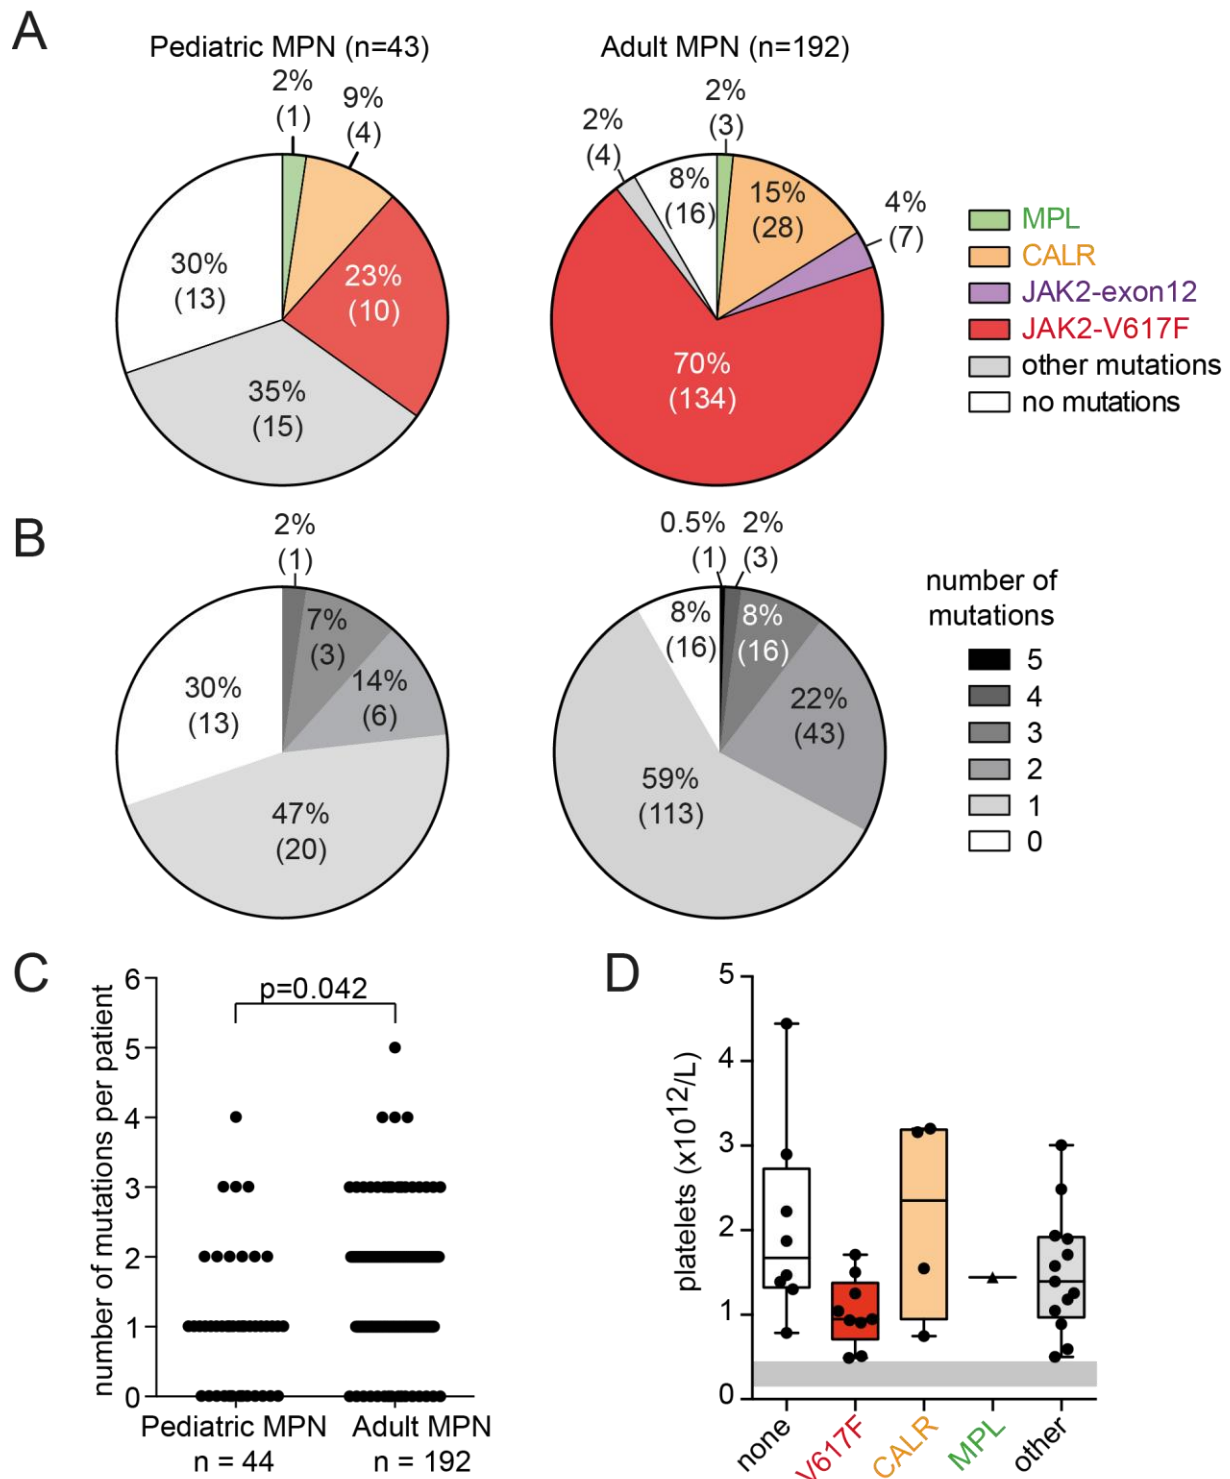 A
Pediatric MPN (n=43)
Adult MPN (n=192)
2%
(1)
9%
(4)
23%
(10)
35%
(15)
30%
(13)
2%
(4)
8%
(16)
2%
(3)
15%
(28)
4%
(7)
70%
(134)
MPL
CALR
JAK2-exon12
JAK2-V617F
other mutations
no mutations
B
2%
(1)
7%
(3)
14%
(6)
30%
(13)
47%
(20)
0.5%
(1)
2%
(3)
8%
(16)
8%
(16)
22%
(43)
59%
(113)
number of
mutations
5
4
3
2
1
0
C
number of mutations per patient
6
5
4
3
2
1
0
p=0.042
Pediatric MPN
n = 44
Adult MPN
n = 192
D
platelets (x10¹²/L)
5
4
3
2
1
0
none
V617F
CALR
MPL
other